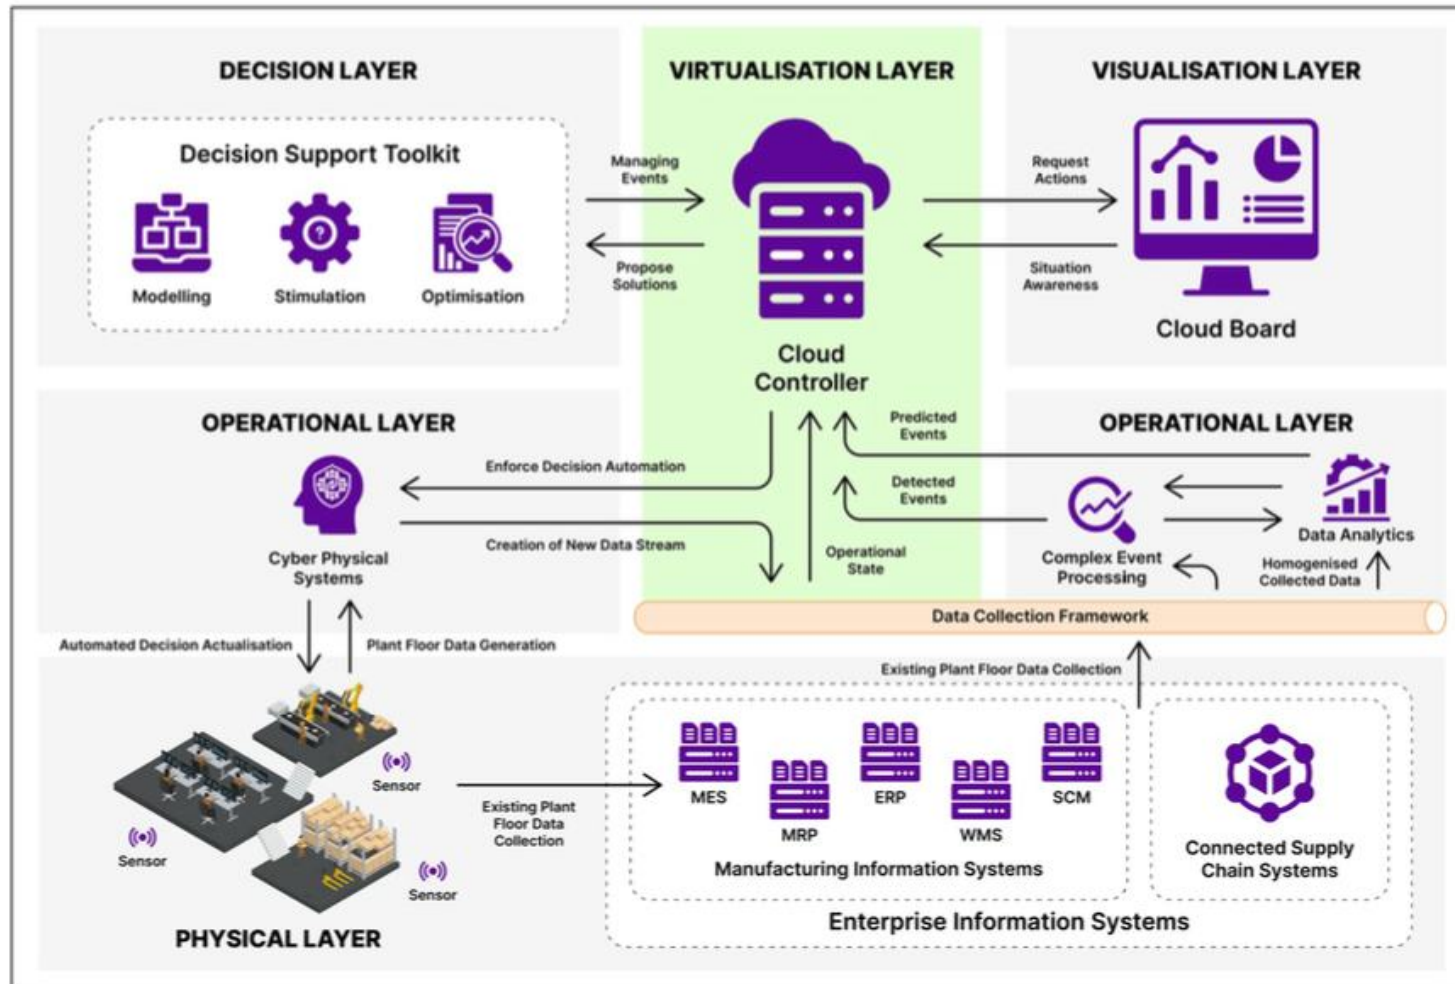 DECISION LAYER
Decision Support Toolkit
Modelling
Stimulation
Optimisation
Managing
Events
Propose
Solutions
VIRTUALISATION LAYER
Cloud
Controller
Request
Actions
Situation
Awareness
VISUALISATION LAYER
Cloud Board
OPERATIONAL LAYER
Cyber Physical
Systems
Enforce Decision Automation
Creation of New Data Stream
Operational
State
Predicted
Events
Detected
Events
OPERATIONAL LAYER
Data Analytics
Complex Event
Processing
Homogenised
Collected Data
Data Collection Framework
Automated Decision Actualisation
Plant Floor Data Generation
Existing Plant Floor Data Collection
Sensor
Sensor
Sensor
PHYSICAL LAYER
Existing Plant
Floor Data
Collection
MES
MRP
ERP
WMS
SCM
Manufacturing Information Systems
Connected Supply
Chain Systems
Enterprise Information Systems